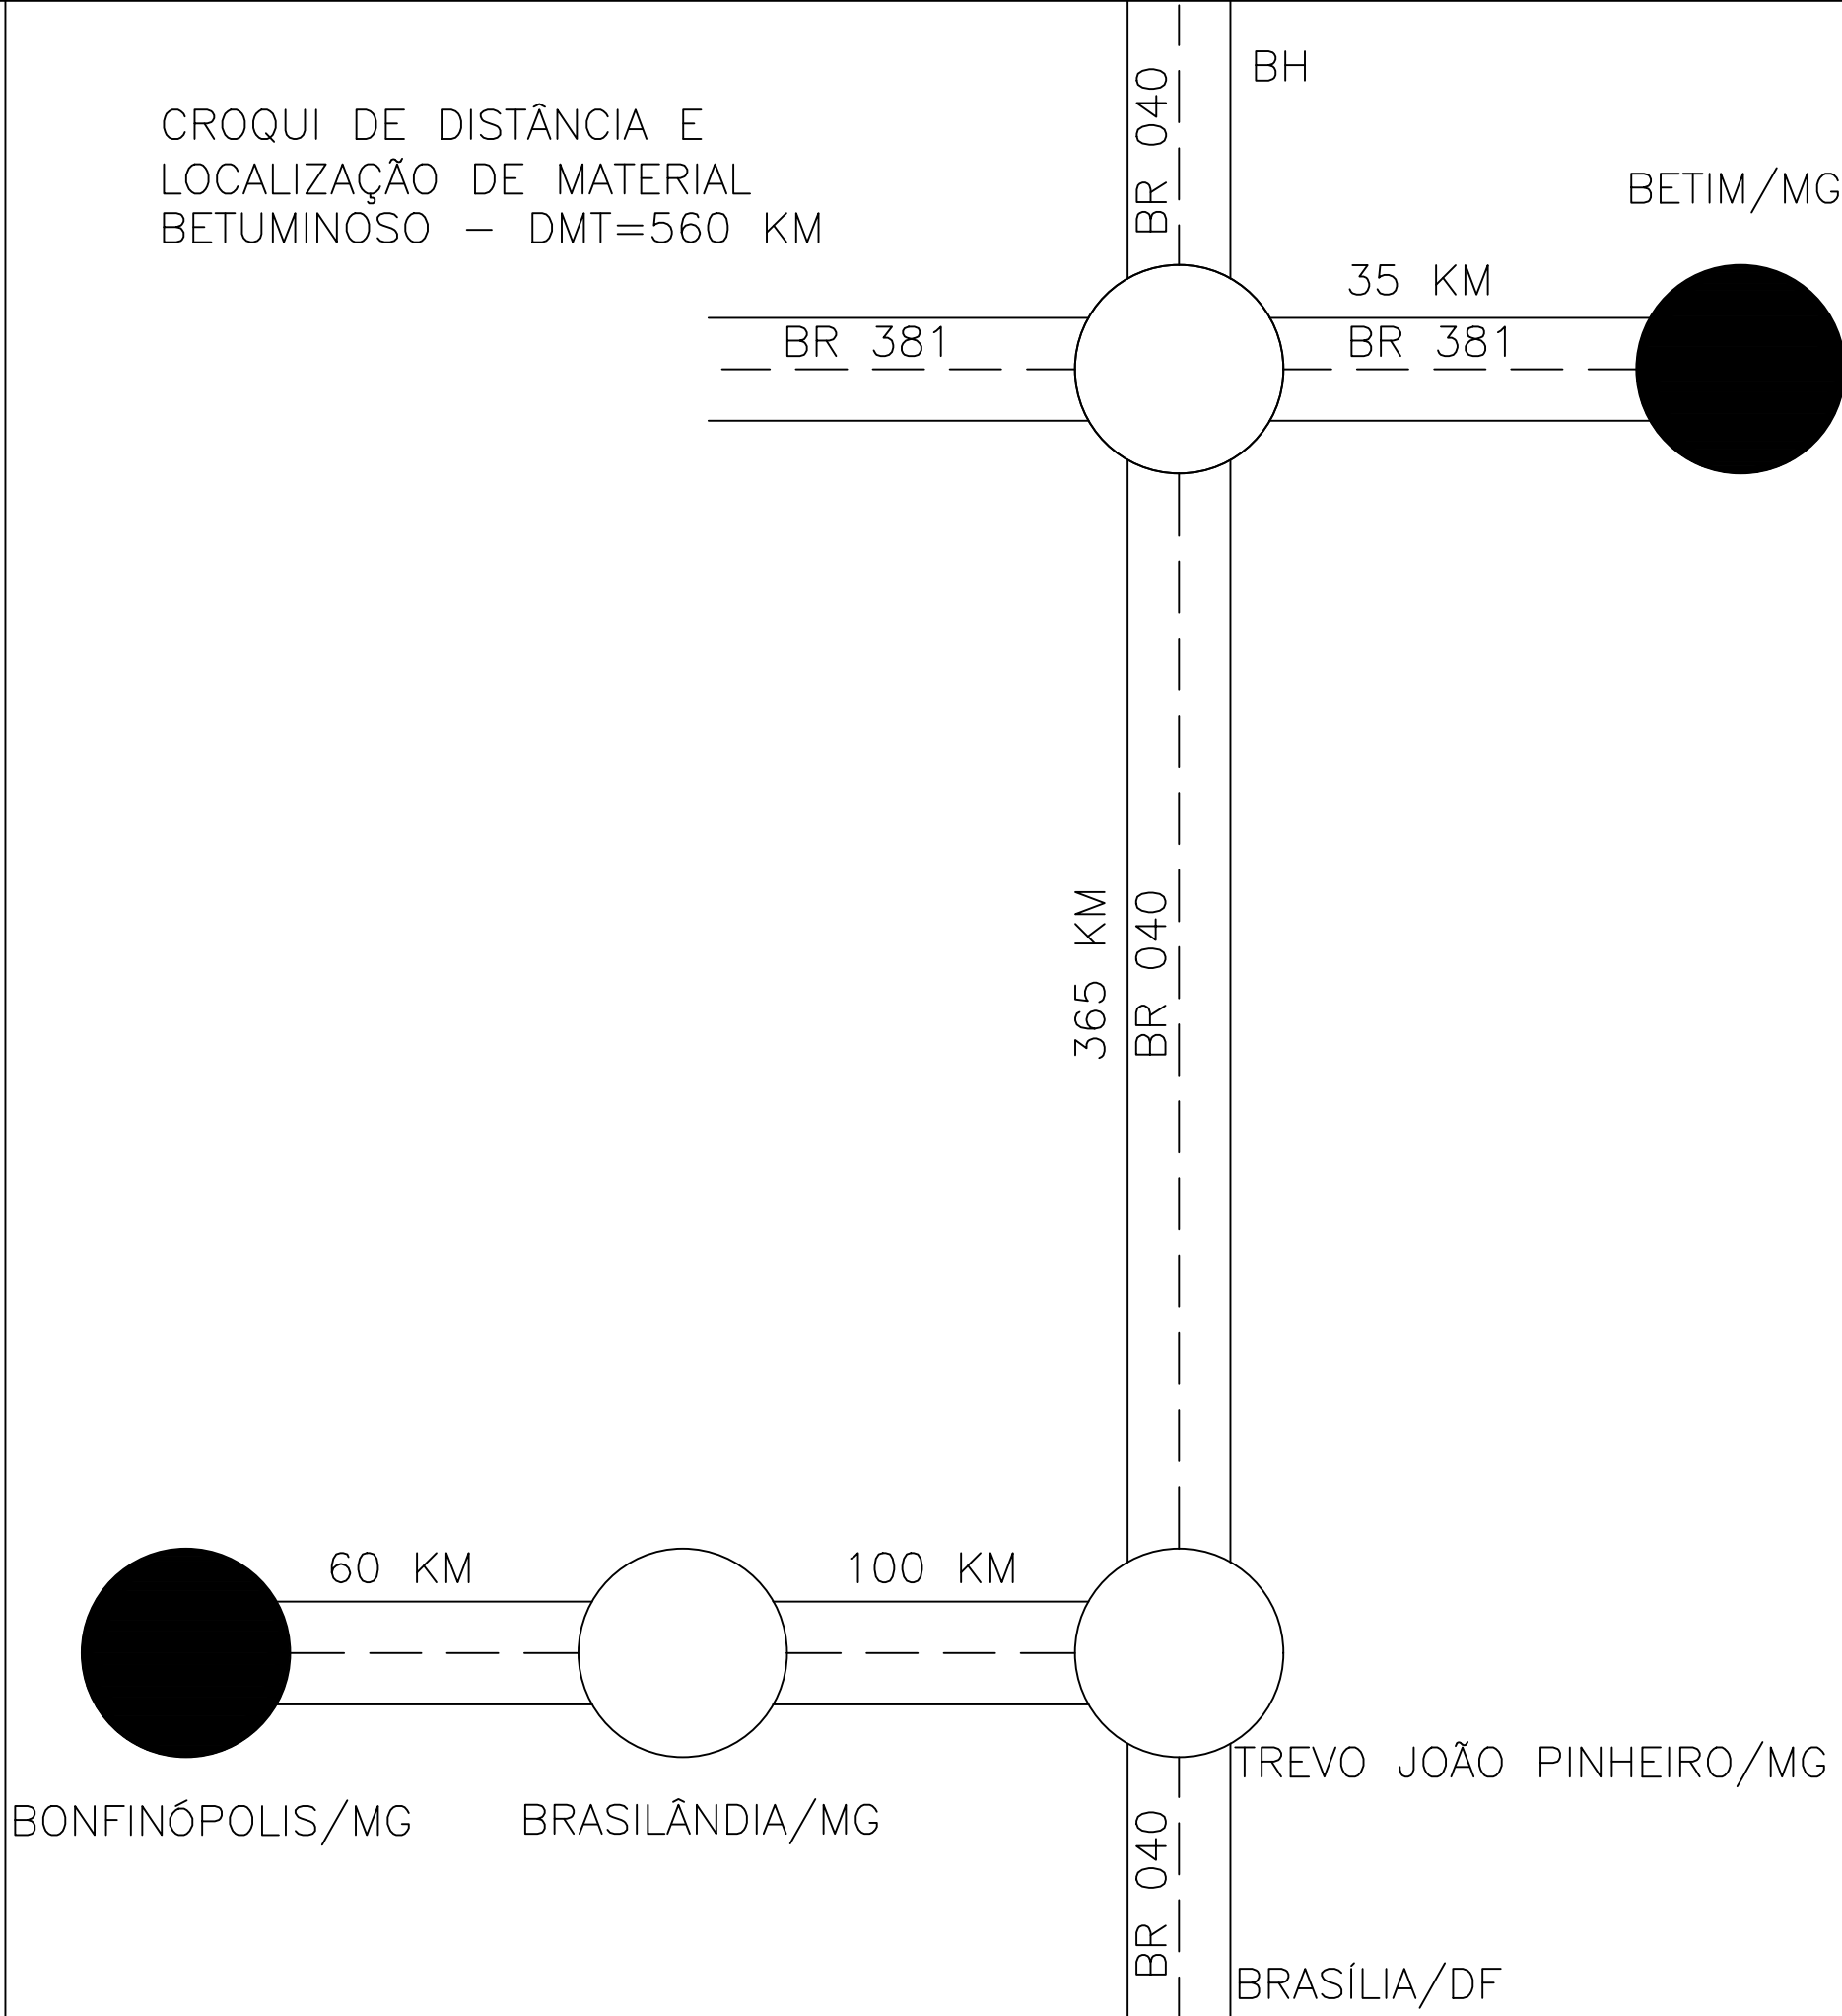 BR 040
BH
CROQUI DE DISTÂNCIA E
LOCALIZAÇÃO DE MATERIAL
BETUMINOSO – DMT=560 KM
BETIM/MG
35 KM
BR 381
BR 381
365 KM
BR 040
60 KM
100 KM
TREVO JOÃO PINHEIRO/MG
BONFINÓPOLIS/MG
BRASILÂNDIA/MG
BR 040
BRASÍLIA/DF